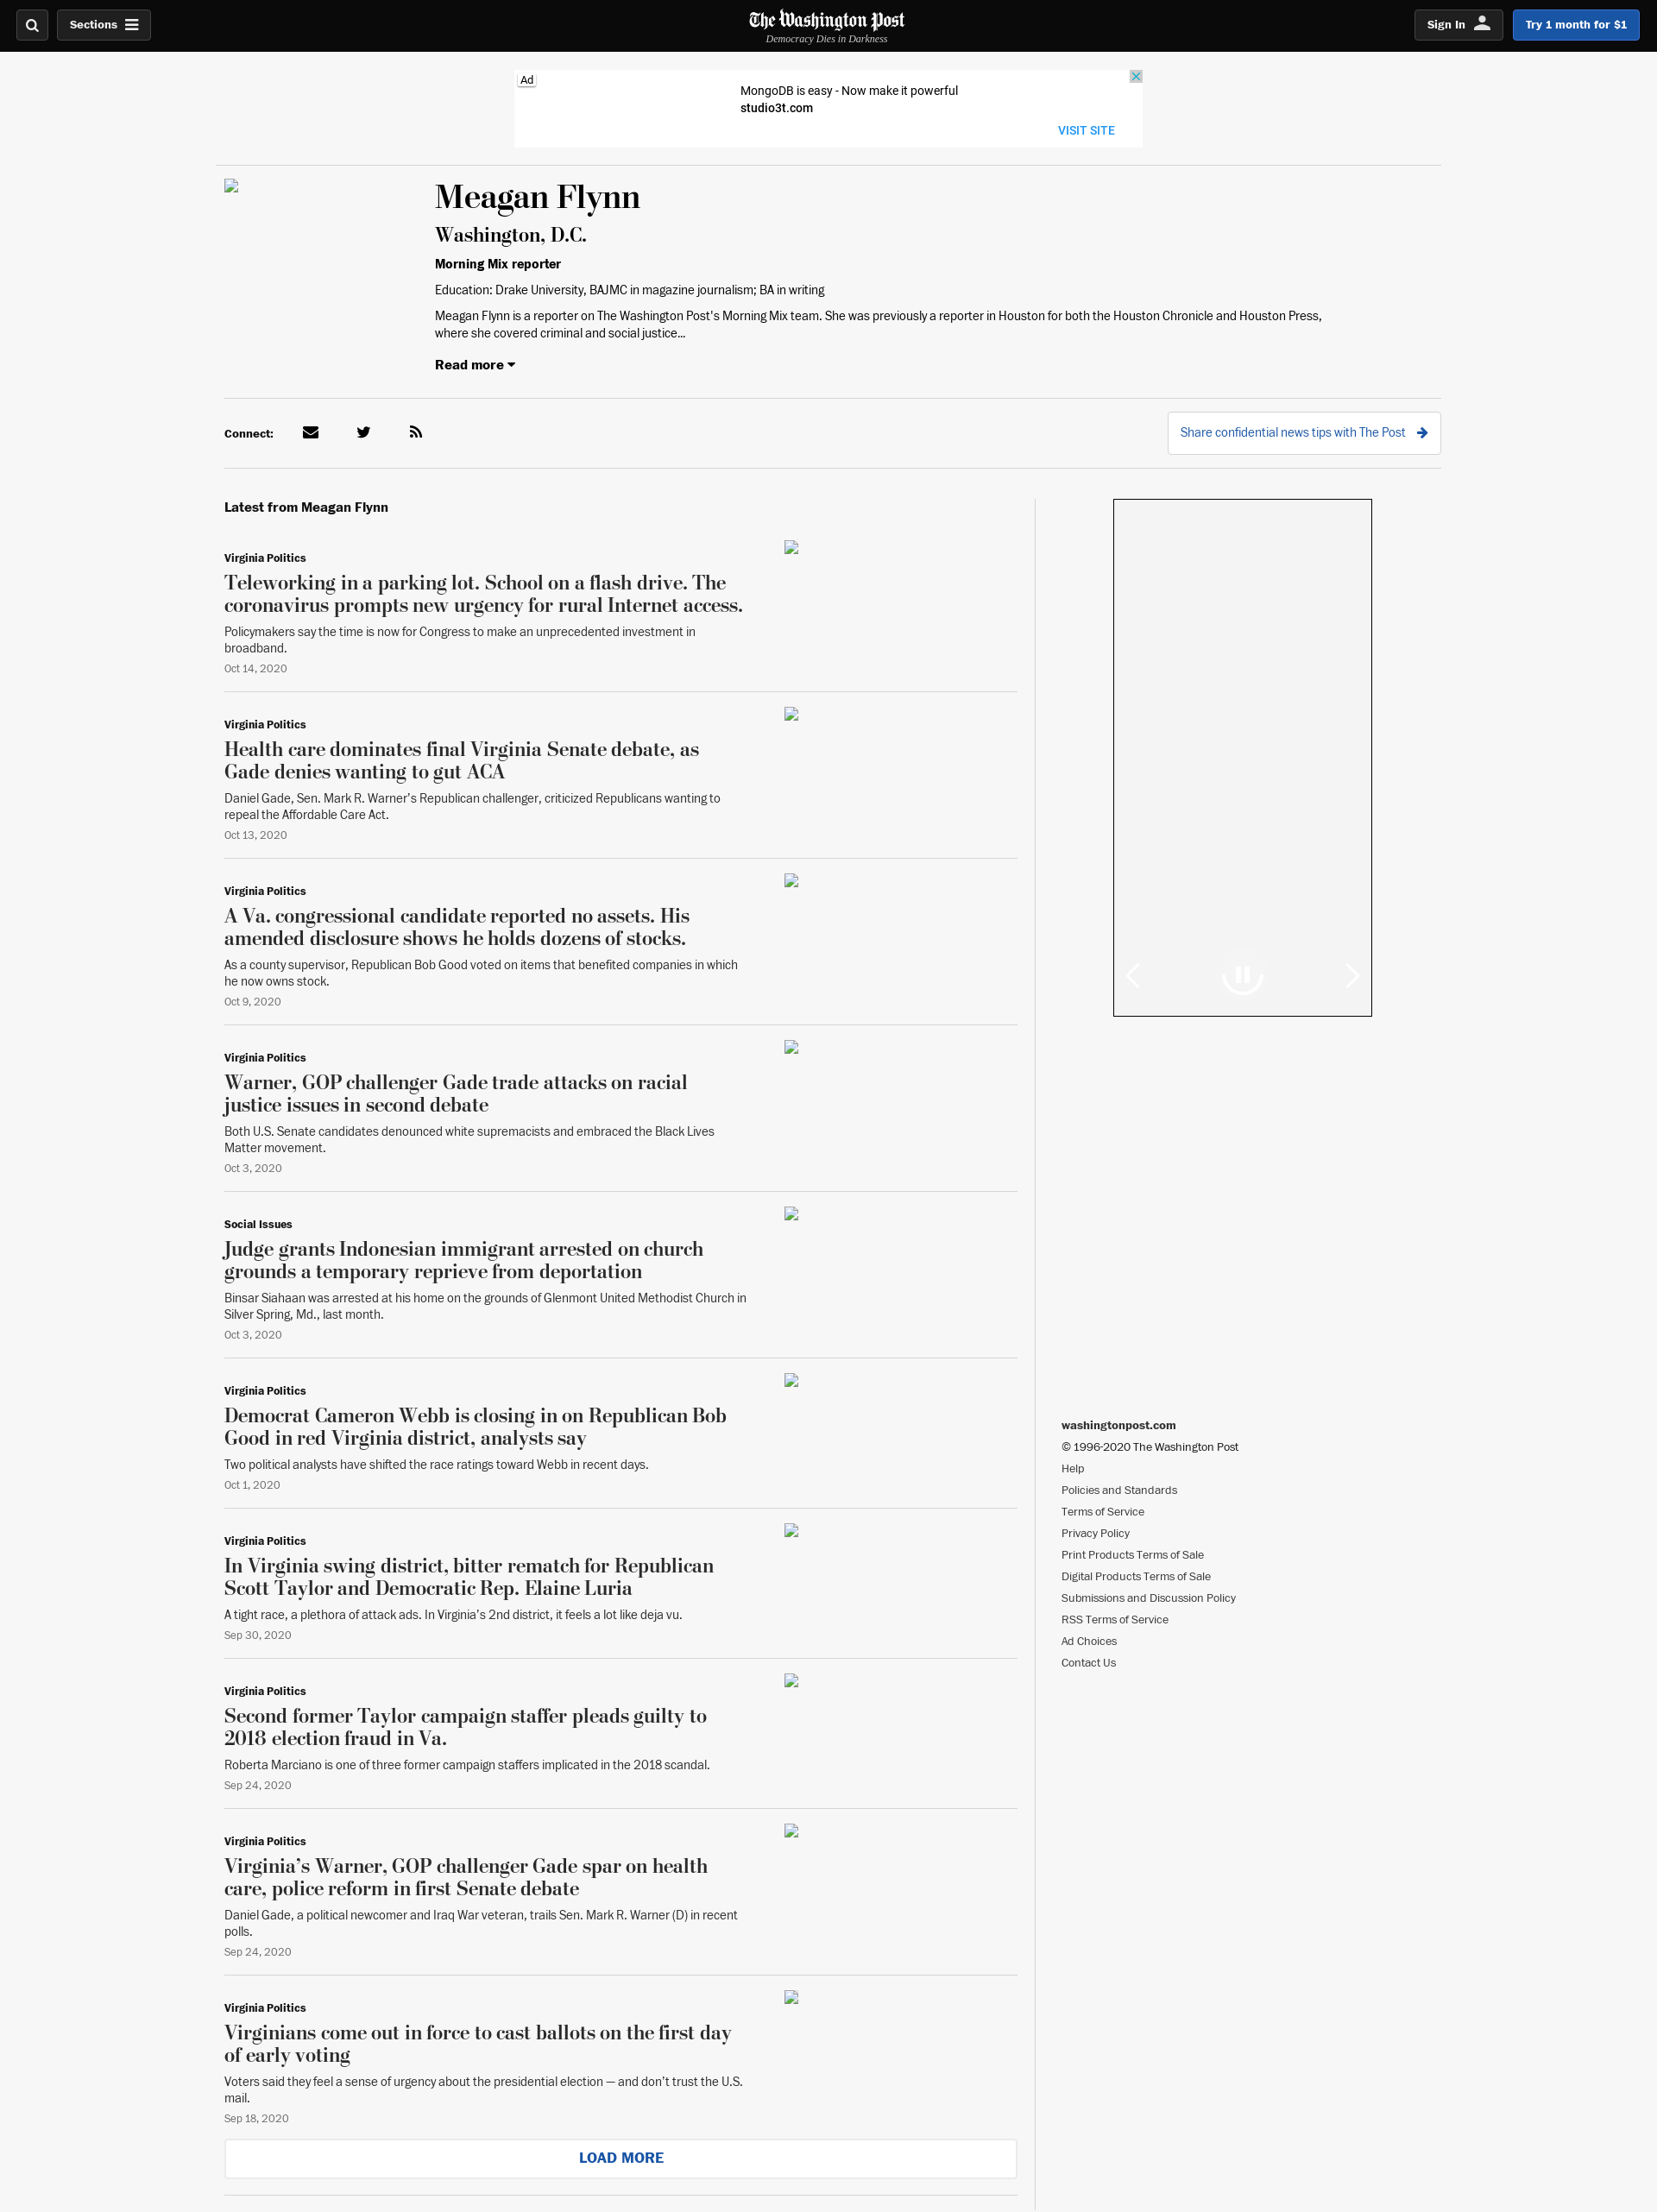 Sections
The Washington Post
Democracy Dies in Darkness
Sign In
Try 1 month for $1
Ad
MongoDB is easy - Now make it powerful
studio3t.com
VISIT SITE
Meagan Flynn
Washington, D.C.
Morning Mix reporter
Education: Drake University, BAJMC in magazine journalism; BA in writing
Meagan Flynn is a reporter on The Washington Post's Morning Mix team. She was previously a reporter in Houston for both the Houston Chronicle and Houston Press,
where she covered criminal and social justice...
Read more
Connect:
Share confidential news tips with The Post
Latest from Meagan Flynn
Virginia Politics
Teleworking in a parking lot. School on a flash drive. The
coronavirus prompts new urgency for rural Internet access.
Policymakers say the time is now for Congress to make an unprecedented investment in
broadband.
Oct 14, 2020
Virginia Politics
Health care dominates final Virginia Senate debate, as
Gade denies wanting to gut ACA
Daniel Gade, Sen. Mark R. Warner’s Republican challenger, criticized Republicans wanting to
repeal the Affordable Care Act.
Oct 13, 2020
Virginia Politics
A Va. congressional candidate reported no assets. His
amended disclosure shows he holds dozens of stocks.
As a county supervisor, Republican Bob Good voted on items that benefited companies in which
he now owns stock.
Oct 9, 2020
Virginia Politics
Warner, GOP challenger Gade trade attacks on racial
justice issues in second debate
Both U.S. Senate candidates denounced white supremacists and embraced the Black Lives
Matter movement.
Oct 3, 2020
Social Issues
Judge grants Indonesian immigrant arrested on church
grounds a temporary reprieve from deportation
Binsar Siahaan was arrested at his home on the grounds of Glenmont United Methodist Church in
Silver Spring, Md., last month.
Oct 3, 2020
Virginia Politics
Democrat Cameron Webb is closing in on Republican Bob
Good in red Virginia district, analysts say
Two political analysts have shifted the race ratings toward Webb in recent days.
Oct 1, 2020
Virginia Politics
In Virginia swing district, bitter rematch for Republican
Scott Taylor and Democratic Rep. Elaine Luria
A tight race, a plethora of attack ads. In Virginia’s 2nd district, it feels a lot like deja vu.
Sep 30, 2020
Virginia Politics
Second former Taylor campaign staffer pleads guilty to
2018 election fraud in Va.
Roberta Marciano is one of three former campaign staffers implicated in the 2018 scandal.
Sep 24, 2020
Virginia Politics
Virginia’s Warner, GOP challenger Gade spar on health
care, police reform in first Senate debate
Daniel Gade, a political newcomer and Iraq War veteran, trails Sen. Mark R. Warner (D) in recent
polls.
Sep 24, 2020
Virginia Politics
Virginians come out in force to cast ballots on the first day
of early voting
Voters said they feel a sense of urgency about the presidential election — and don’t trust the U.S.
mail.
Sep 18, 2020
LOAD MORE
washingtonpost.com
© 1996-2020 The Washington Post
Help
Policies and Standards
Terms of Service
Privacy Policy
Print Products Terms of Sale
Digital Products Terms of Sale
Submissions and Discussion Policy
RSS Terms of Service
Ad Choices
Contact Us